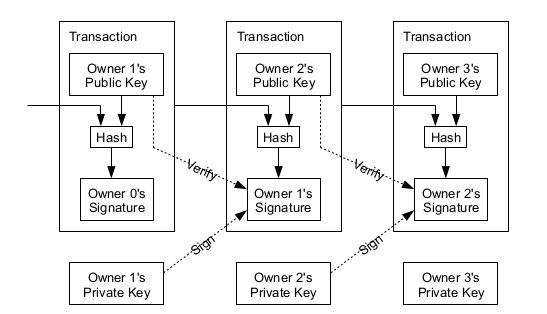 Transaction
Owner 1's
Public Key
Hash
Owner 0's
Signature
Transaction
Owner 2's
Public Key
Hash
Verify
Owner 1's
Signature
Transaction
Owner 3's
Public Key
Hash
Verify
Owner 2's
Signature
Owner 1's
Private Key
Sign
Owner 2's
Private Key
Sign
Owner 3's
Private Key